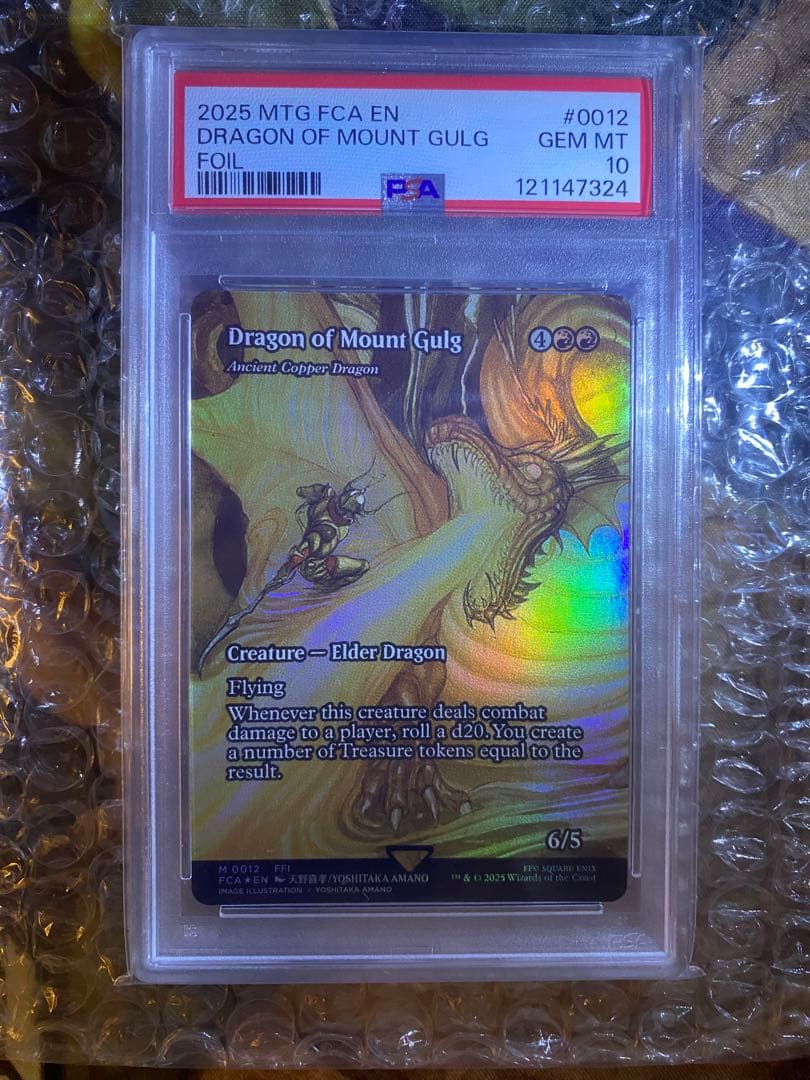 2025 MTG FCA EN #0012
DRAGON OF MOUNT GULG GEM MT
FOIL 10
PSA 121147324
Dragon of Mount Gulg 4
Ancient Copper Dragon
Creature — Elder Dragon
Flying
Whenever this creature deals combat
damage to a player, roll a d20. You create
a number of Treasure tokens equal to the
result.
6/5
M 0012 FFI FF© SQUARE ENIX
FCA★EN 天野喜孝/YOSHITAKA AMANO ™ & © 2025 Wizards of the Coast
IMAGE ILLUSTRATION × YOSHITAKA AMANO
PSA